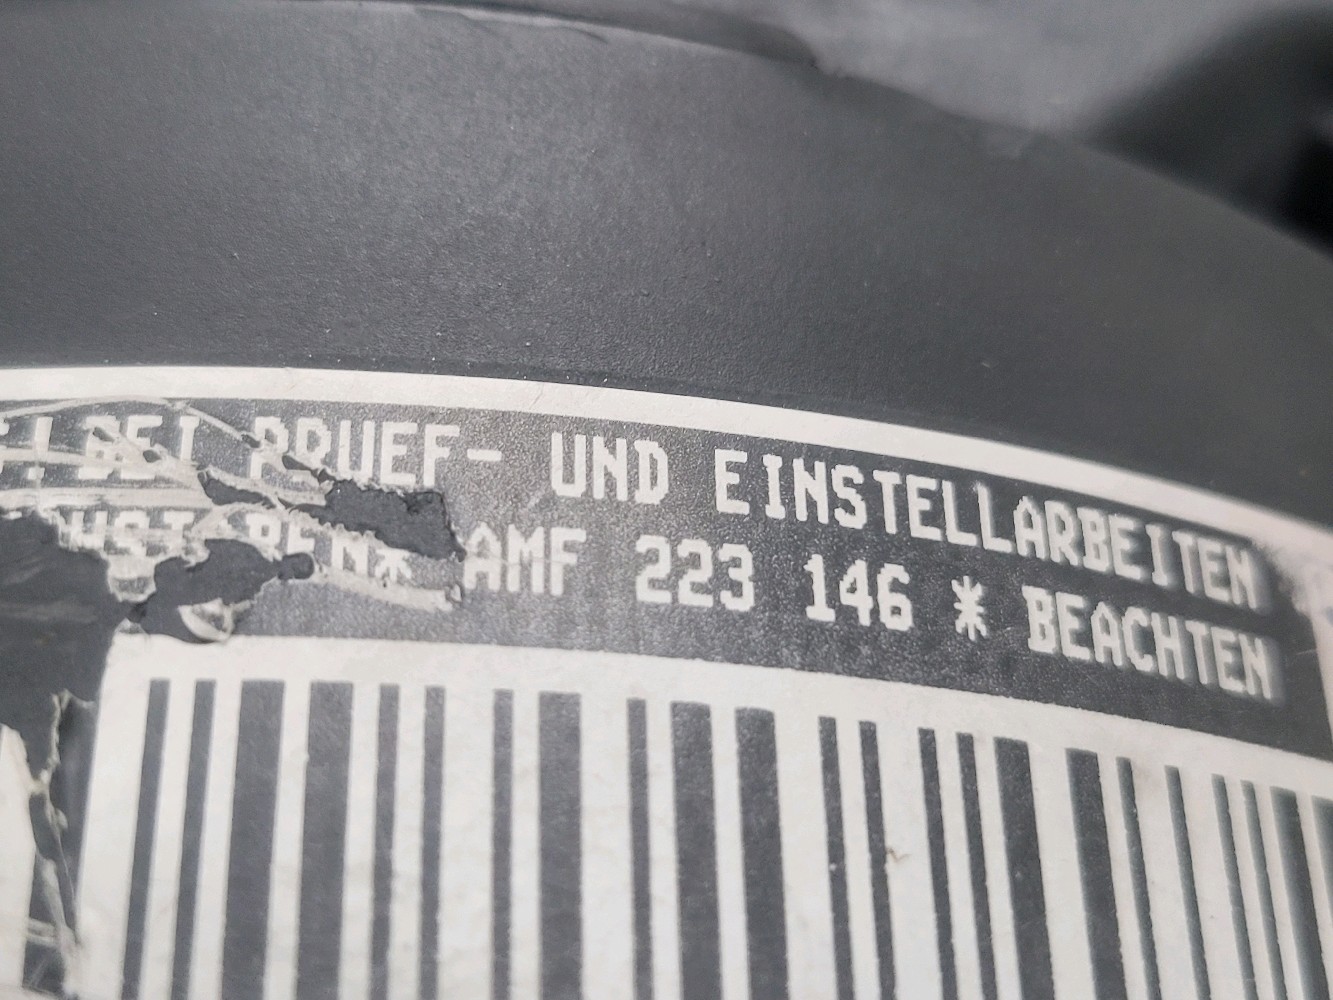 BEI PRUEF- UND EINSTELLARBEITEN
AMF 223 146 * BEACHTEN